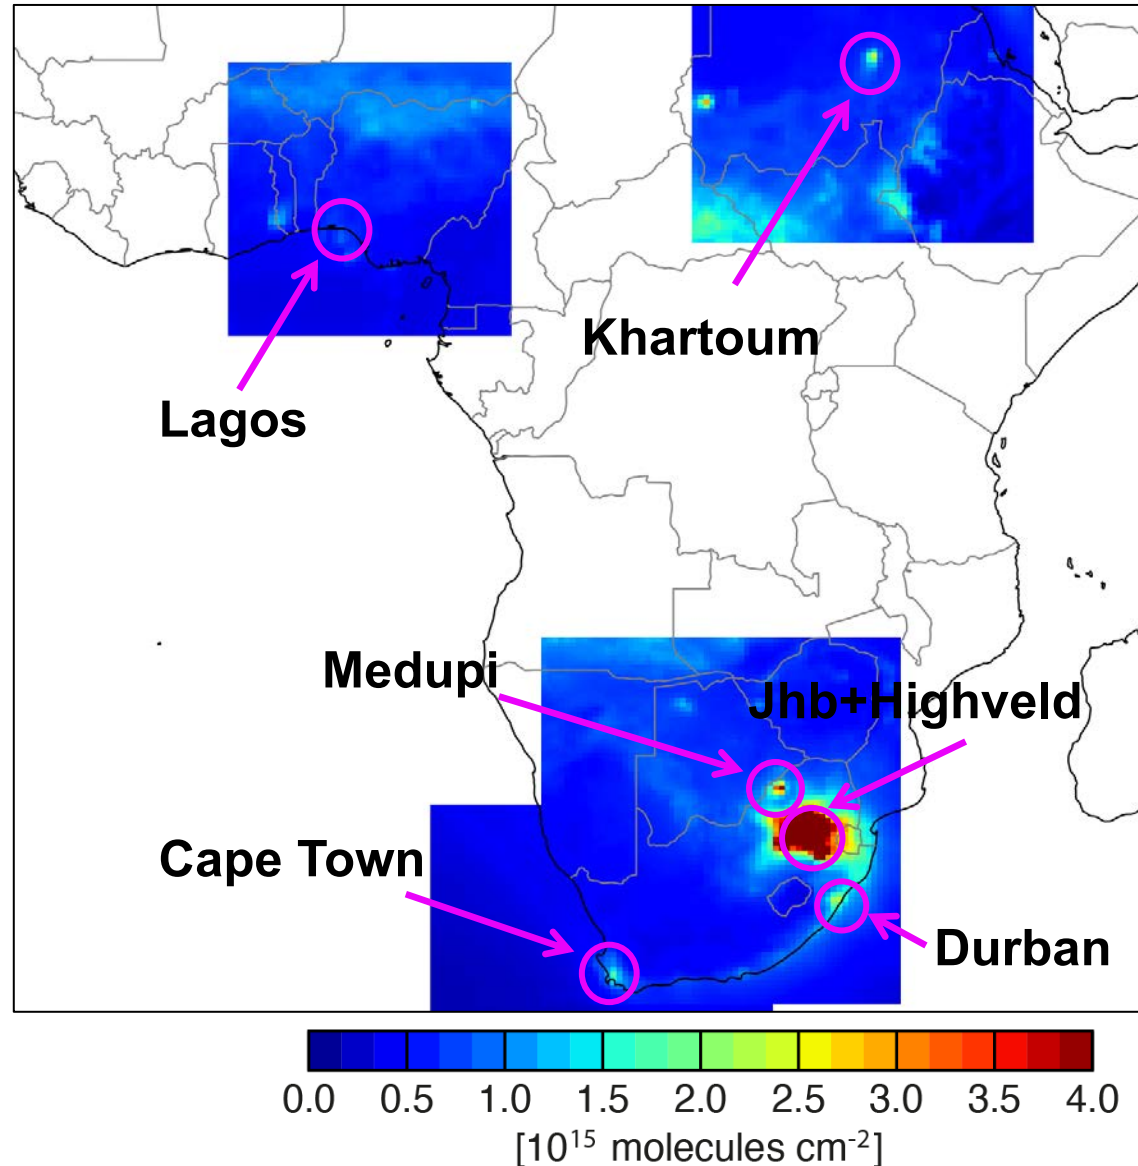 Khartoum
Lagos
Medupi
Jhb+Highveld
Cape Town
Durban
0.0 0.5 1.0 1.5 2.0 2.5 3.0 3.5 4.0
[10¹⁵ molecules cm⁻²]